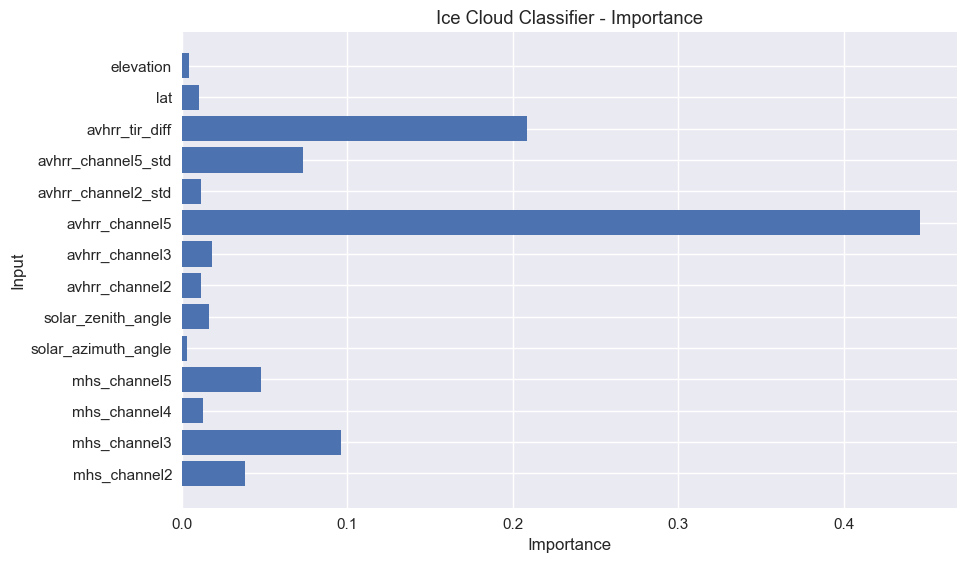 Ice Cloud Classifier - Importance
elevation
lat
avhrr_tir_diff
avhrr_channel5_std
avhrr_channel2_std
avhrr_channel5
avhrr_channel3
avhrr_channel2
solar_zenith_angle
solar_azimuth_angle
mhs_channel5
mhs_channel4
mhs_channel3
mhs_channel2
Input
0.0 0.1 0.2 0.3 0.4
Importance